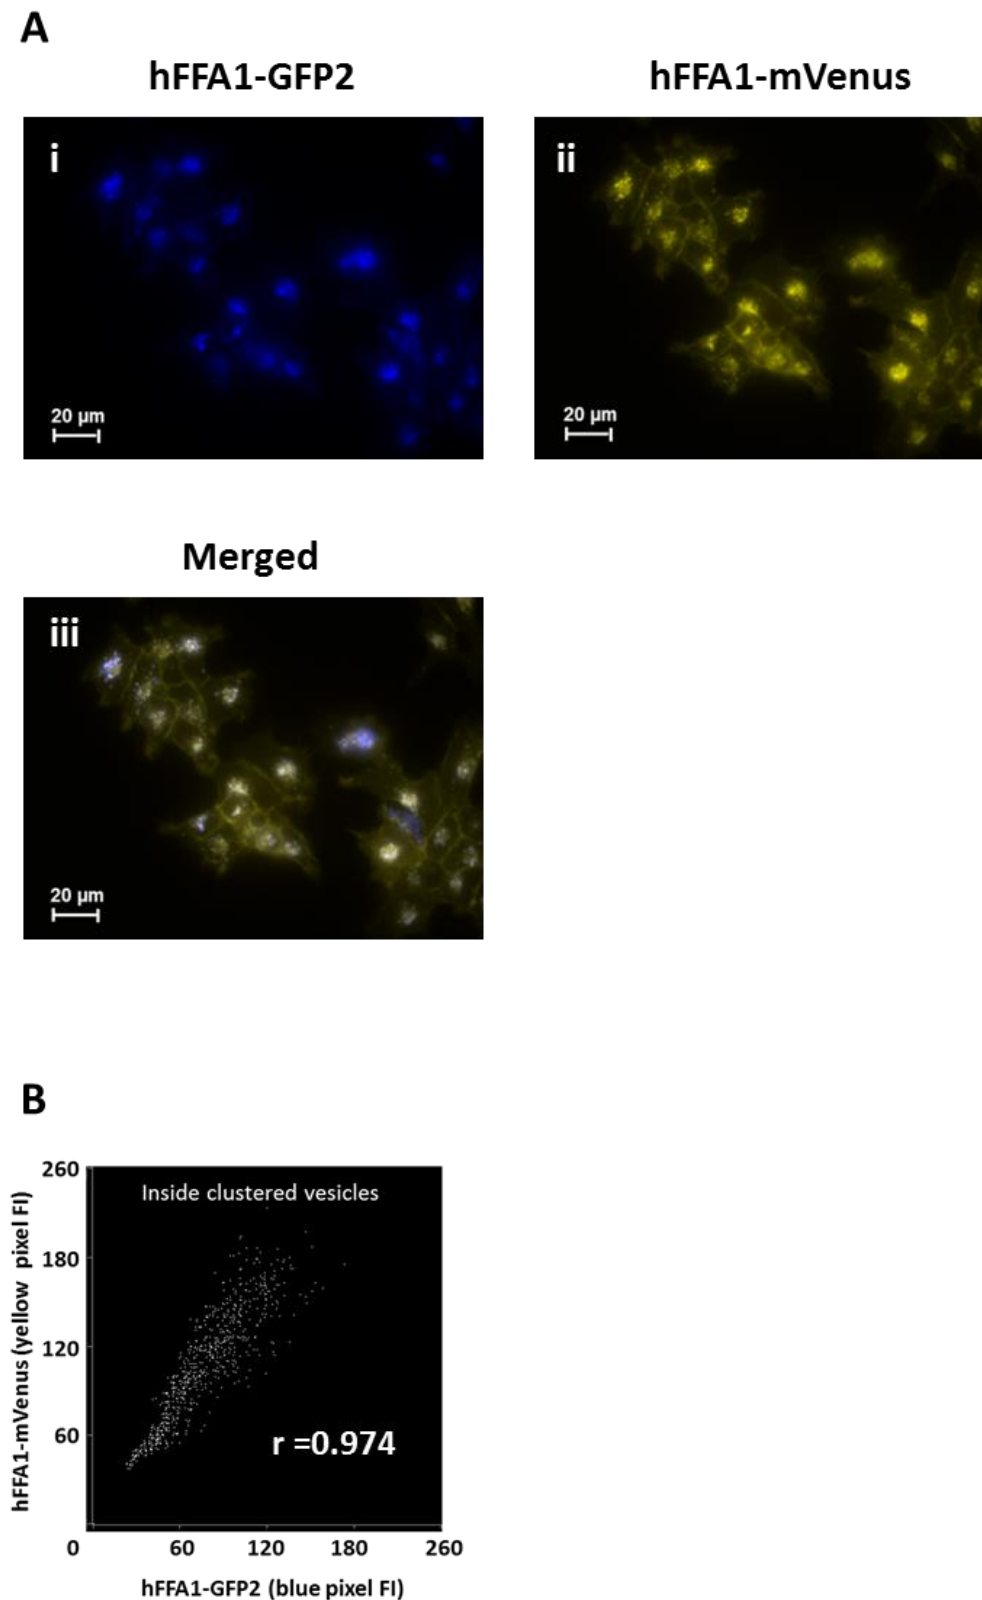 A
hFFA1-GFP2
hFFA1-mVenus
i
ii
20 µm
20 µm
Merged
iii
20 µm
B
260
Inside clustered vesicles
180
120
60
r =0.974
hFFA1-mVenus (yellow pixel FI)
0
60
120
180
260
hFFA1-GFP2 (blue pixel FI)